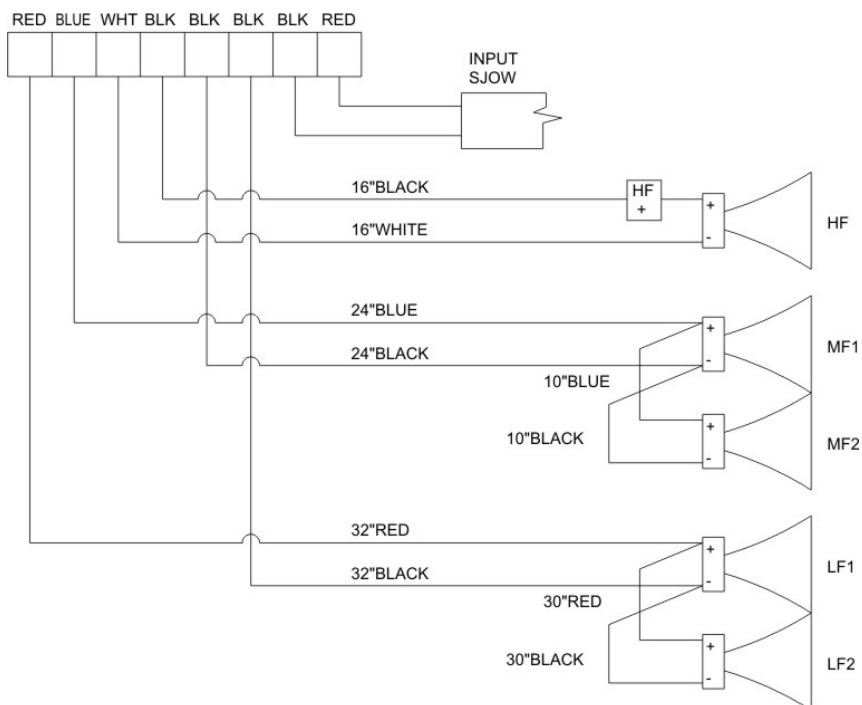 RED BLUE WHT BLK BLK BLK BLK RED
INPUT
SJOW
16"BLACK
HF
+
+
HF
16"WHITE
-
24"BLUE
+
MF1
24"BLACK
-
10"BLUE
+
10"BLACK
MF2
-
32"RED
+
LF1
32"BLACK
-
30"RED
+
30"BLACK
LF2
-